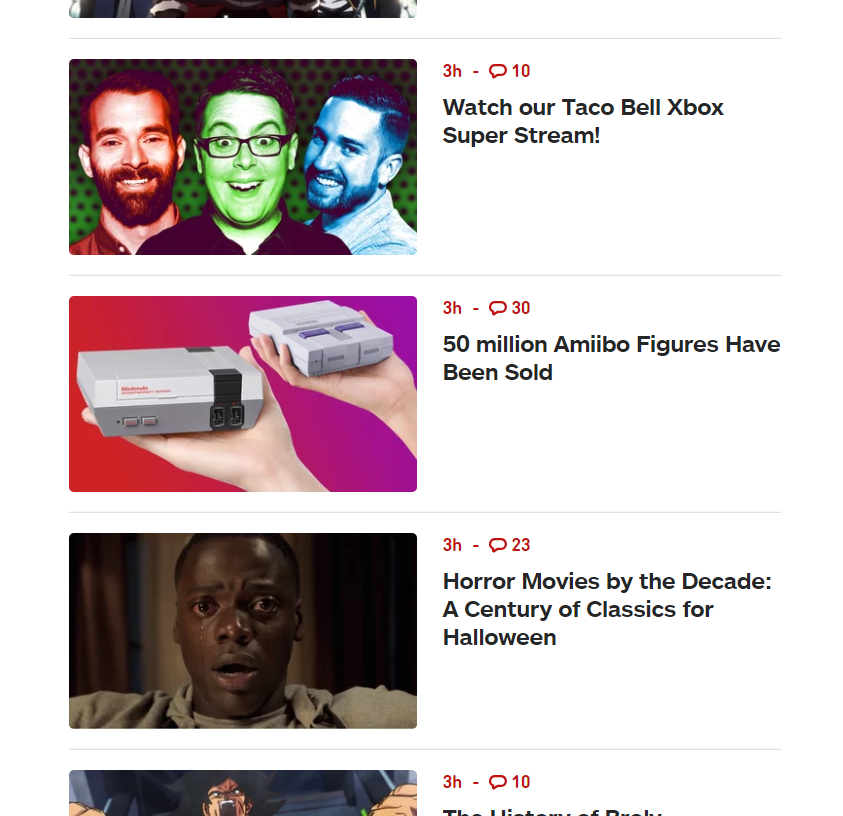 3h - 10
Watch our Taco Bell Xbox
Super Stream!
Nintendo
3h - 30
50 million Amiibo Figures Have
Been Sold
3h - 23
Horror Movies by the Decade:
A Century of Classics for
Halloween
3h - 10
The History of Broly